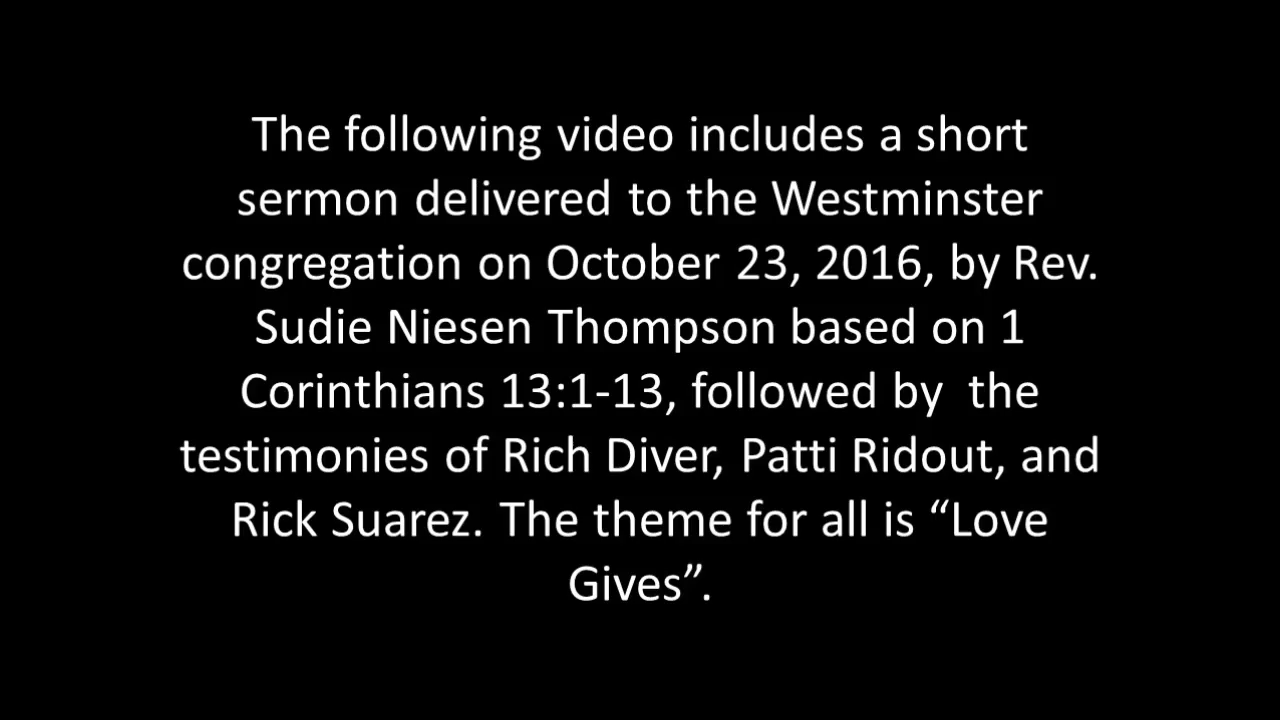 The following video includes a short
sermon delivered to the Westminster
congregation on October 23, 2016, by Rev.
Sudie Niesen Thompson based on 1
Corinthians 13:1-13, followed by  the
testimonies of Rich Diver, Patti Ridout, and
Rick Suarez. The theme for all is “Love
Gives”.